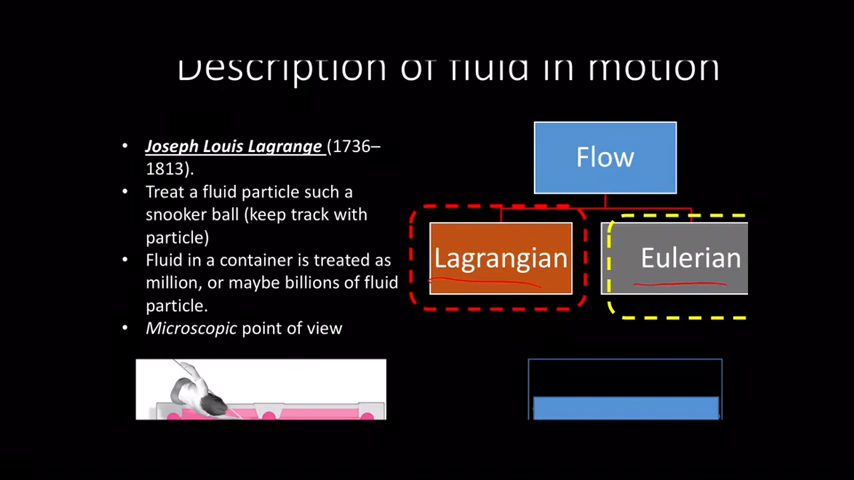 Description of fluid in motion
• Joseph Louis Lagrange (1736–
1813).
• Treat a fluid particle such a
snooker ball (keep track with
particle)
• Fluid in a container is treated as
million, or maybe billions of fluid
particle.
• Microscopic point of view
Flow
Lagrangian
Eulerian